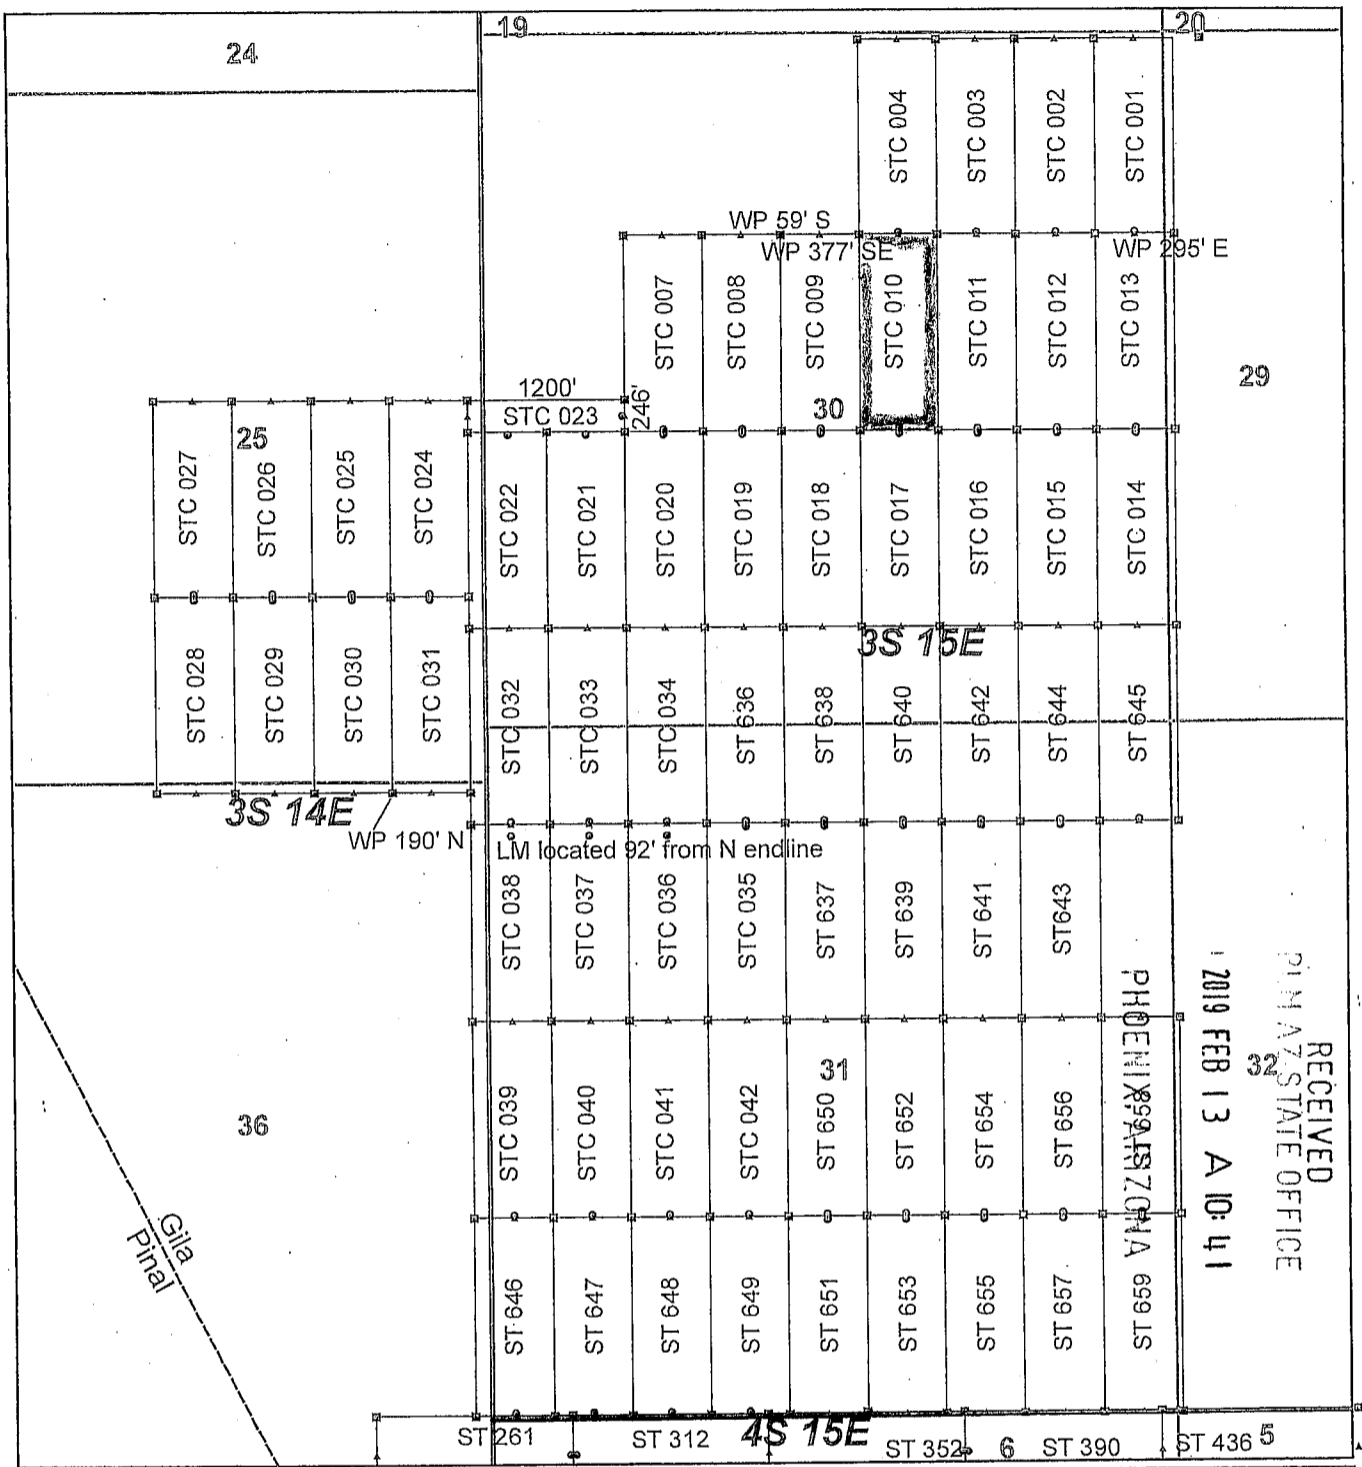 19
20
24
STC 004
STC 003
STC 002
STC 001
WP 59' S
WP 377' SE
WP 295' E
STC 007
STC 008
STC 009
STC 010
STC 011
STC 012
STC 013
29
1200'
STC 023
246'
30
25
STC 027
STC 026
STC 025
STC 024
STC 022
STC 021
STC 020
STC 019
STC 018
STC 017
STC 016
STC 015
STC 014
3S 15E
STC 028
STC 029
STC 030
STC 031
STC 032
STC 033
STC 034
ST 636
ST 638
ST 640
ST 642
ST 644
ST 645
3S 14E
WP 190' N
LM located 92' from N endline
STC 038
STC 037
STC 036
STC 035
ST 637
ST 639
ST 641
ST643
31
32
36
STC 039
STC 040
STC 041
STC 042
ST 650
ST 652
ST 654
ST 656
ST 658
RECEIVED
AZ STATE OFFICE
2019 FEB 13 A 10:41
PHOENIX, ARIZONA
Gila
Pinal
ST 646
ST 647
ST 648
ST 649
ST 651
ST 653
ST 655
ST 657
ST 659
ST 261
ST 312
4S 15E
ST 352
6
ST 390
ST 436
5